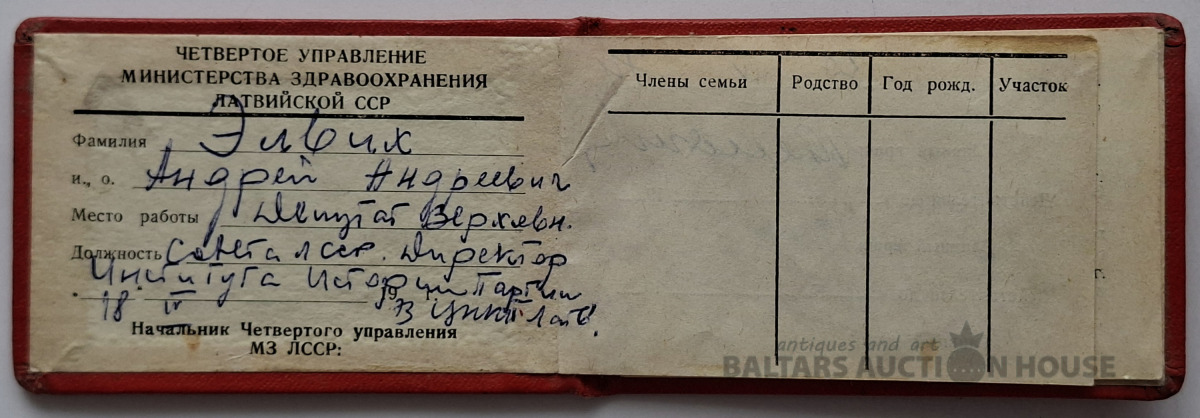 ЧЕТВЕРТОЕ УПРАВЛЕНИЕ
МИНИСТЕРСТВА ЗДРАВООХРАНЕНИЯ
ЛАТВИЙСКОЙ ССР
Фамилия Элвих
и., о. Андрей Андреевич
Место работы Депутат Верховн.
Должность Совета ЛССР. Директор
Института Истории Партии
18 IV 19
Начальник Четвертого управления
МЗ ЛССР:
Члены семьи Родство Год рожд. Участок
г.
antiques and art
BALTARS AUCTION HOUSE